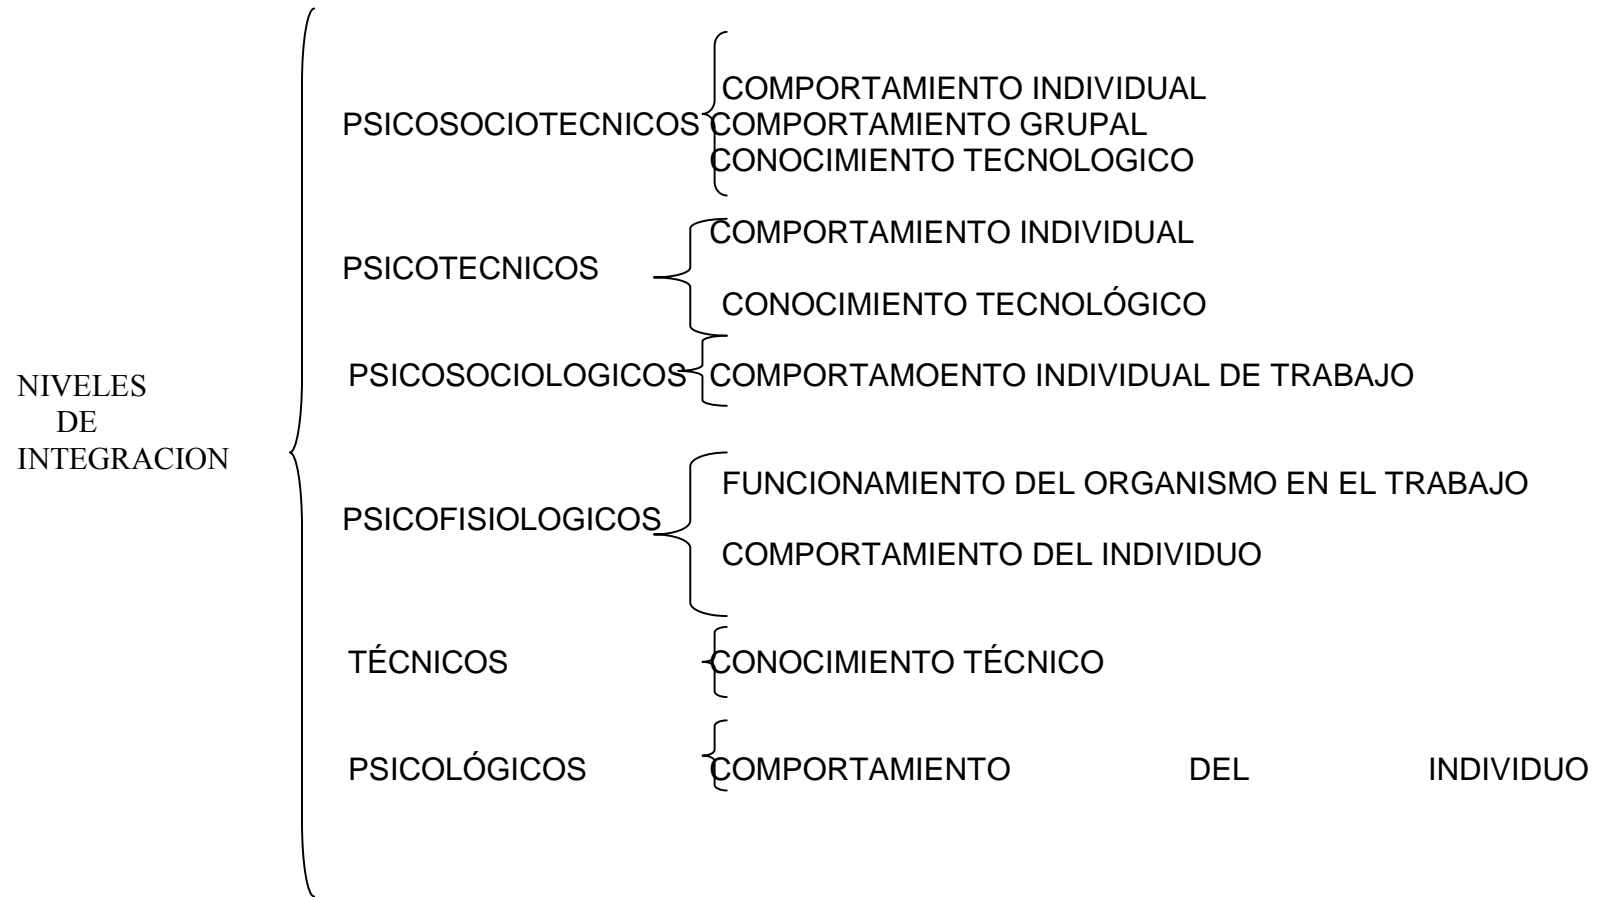 COMPORTAMIENTO INDIVIDUAL
PSICOSOCIOTECNICOS COMPORTAMIENTO GRUPAL
CONOCIMIENTO TECNOLOGICO
COMPORTAMIENTO INDIVIDUAL
PSICOTECNICOS
CONOCIMIENTO TECNOLÓGICO
PSICOSOCIOLOGICOS COMPORTAMOENTO INDIVIDUAL DE TRABAJO
NIVELES
DE
INTEGRACION
FUNCIONAMIENTO DEL ORGANISMO EN EL TRABAJO
PSICOFISIOLOGICOS
COMPORTAMIENTO DEL INDIVIDUO
TÉCNICOS CONOCIMIENTO TÉCNICO
PSICOLÓGICOS COMPORTAMIENTO DEL INDIVIDUO